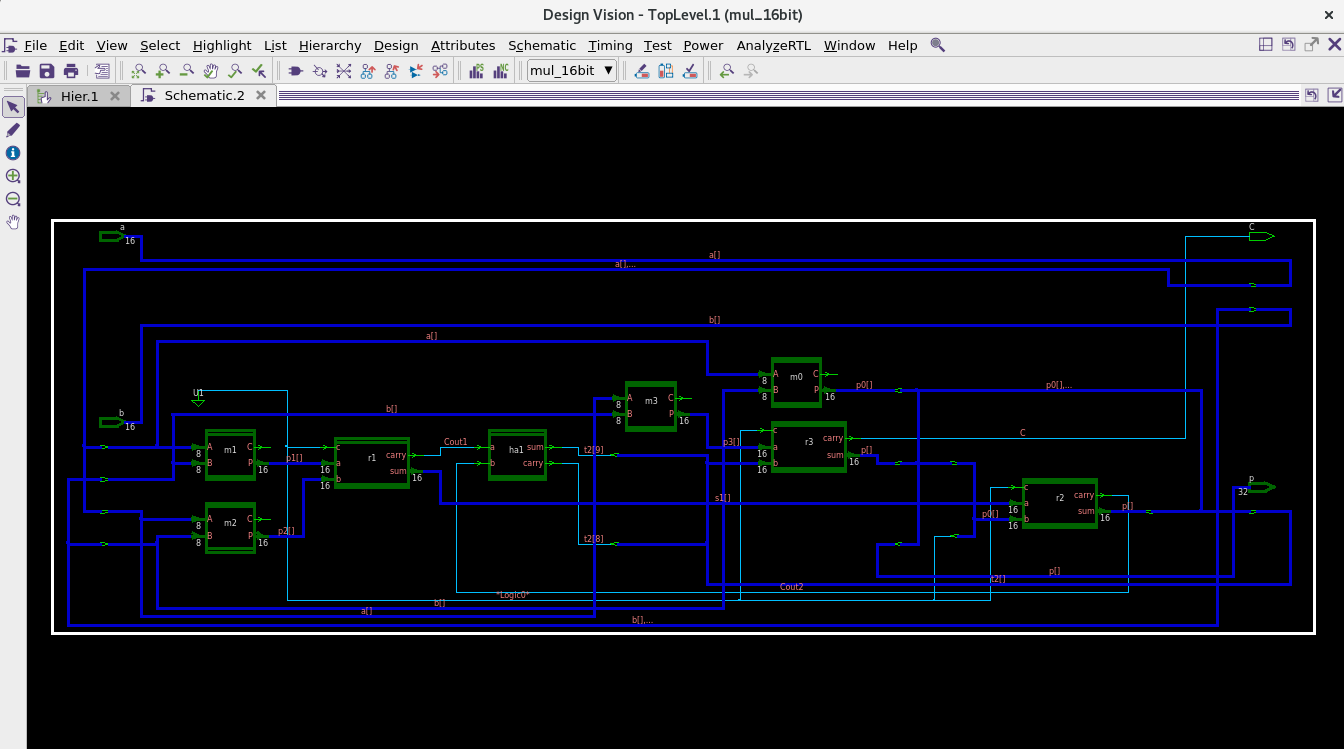 Design Vision - TopLevel.1 (mul_16bit)
File Edit View Select Highlight List Hierarchy Design Attributes Schematic Timing Test Power AnalyzeRTL Window Help
mul_16bit
Hier.1 Schematic.2
a
16
C
a[]
a[],...
b[]
a[]
b
16
U1
b[]
A 8
B 8
m1
C
P 16
p1[]
c
a 16
b 16
r1
carry
sum 16
Cout1
a
b
ha1
sum
carry
t2[9]
t2[8]
A 8
B 8
m3
C
P 16
A 8
B 8
m0
C
P 16
p0[]
p0[],...
p3[]
c
a 16
b 16
r3
carry
sum 16
p[]
C
A 8
B 8
m2
C
P 16
p2[]
s1[]
p0[]
c
a 16
b 16
r2
carry
sum 16
p[]
p
32
p[]
t2[]
Cout2
*Logic0*
b[]
a[]
b[],...